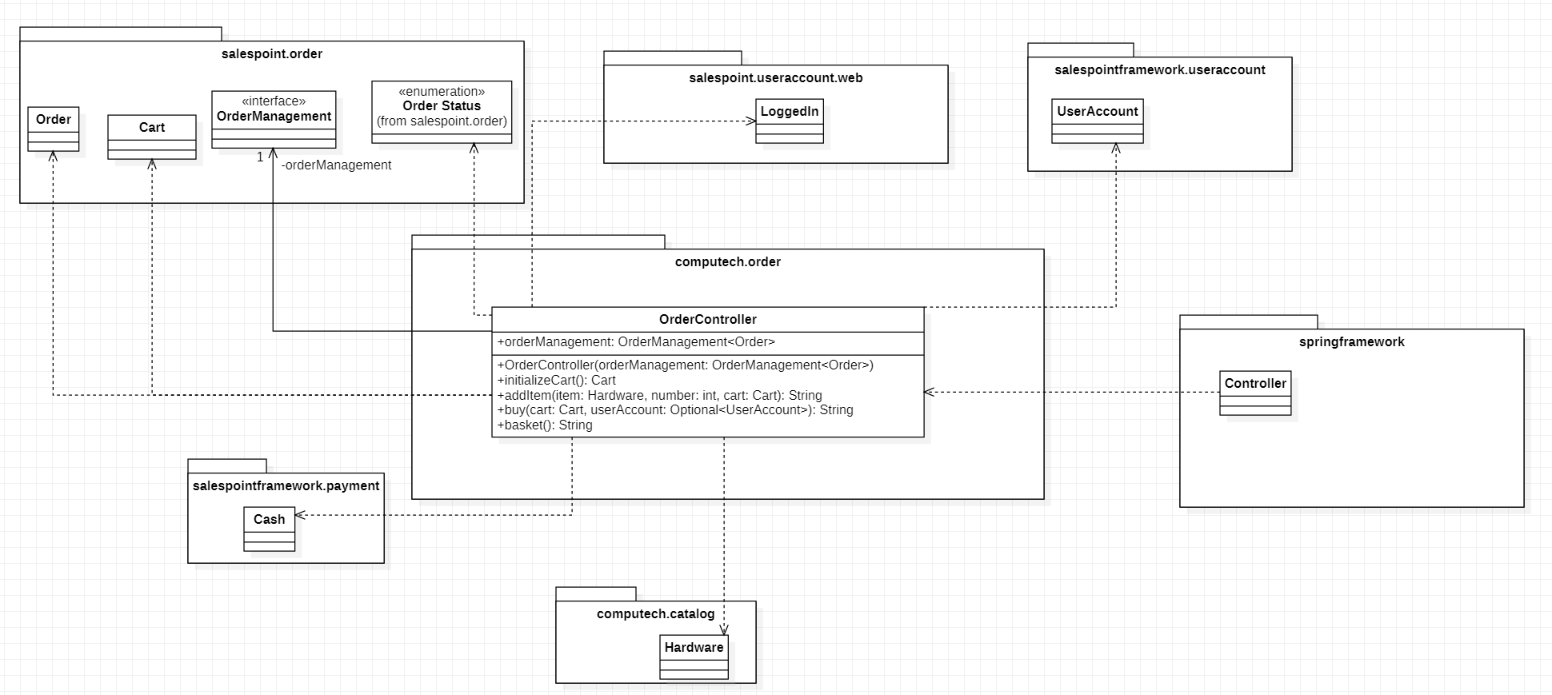 salespoint.order
Order
Cart
«interface»
OrderManagement
«enumeration»
Order Status
(from salespoint.order)
1
-orderManagement
salespoint.useraccount.web
LoggedIn
salespointframework.useraccount
UserAccount
computech.order
OrderController
+orderManagement: OrderManagement<Order>
+OrderController(orderManagement: OrderManagement<Order>)
+initializeCart(): Cart
+addItem(item: Hardware, number: int, cart: Cart): String
+buy(cart: Cart, userAccount: Optional<UserAccount>): String
+basket(): String
springframework
Controller
salespointframework.payment
Cash
computech.catalog
Hardware